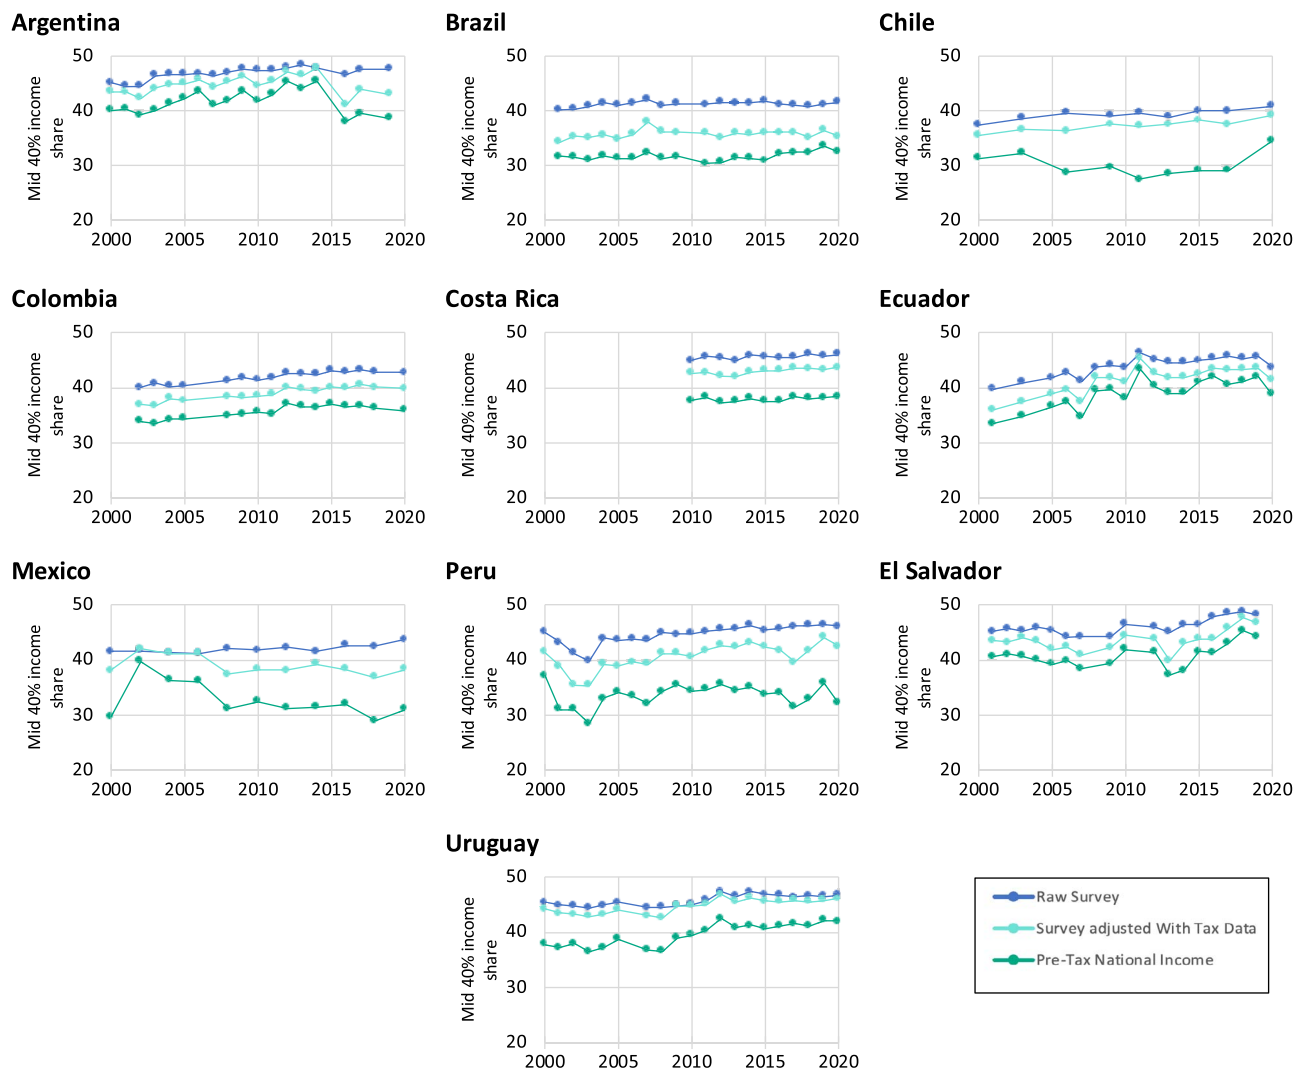 Argentina
Mid 40% income
share
50
40
30
20
2000 2005 2010 2015 2020
Brazil
Mid 40% income
share
50
40
30
20
2000 2005 2010 2015 2020
Chile
Mid 40% income
share
50
40
30
20
2000 2005 2010 2015 2020
Colombia
Mid 40% income
share
50
40
30
20
2000 2005 2010 2015 2020
Costa Rica
Mid 40% income
share
50
40
30
20
2000 2005 2010 2015 2020
Ecuador
Mid 40% income
share
50
40
30
20
2000 2005 2010 2015 2020
Mexico
Mid 40% income
share
50
40
30
20
2000 2005 2010 2015 2020
Peru
Mid 40% income
share
50
40
30
20
2000 2005 2010 2015 2020
El Salvador
Mid 40% income
share
50
40
30
20
2000 2005 2010 2015 2020
Uruguay
Mid 40% income
share
50
40
30
20
2000 2005 2010 2015 2020
Raw Survey
Survey adjusted With Tax Data
Pre-Tax National Income